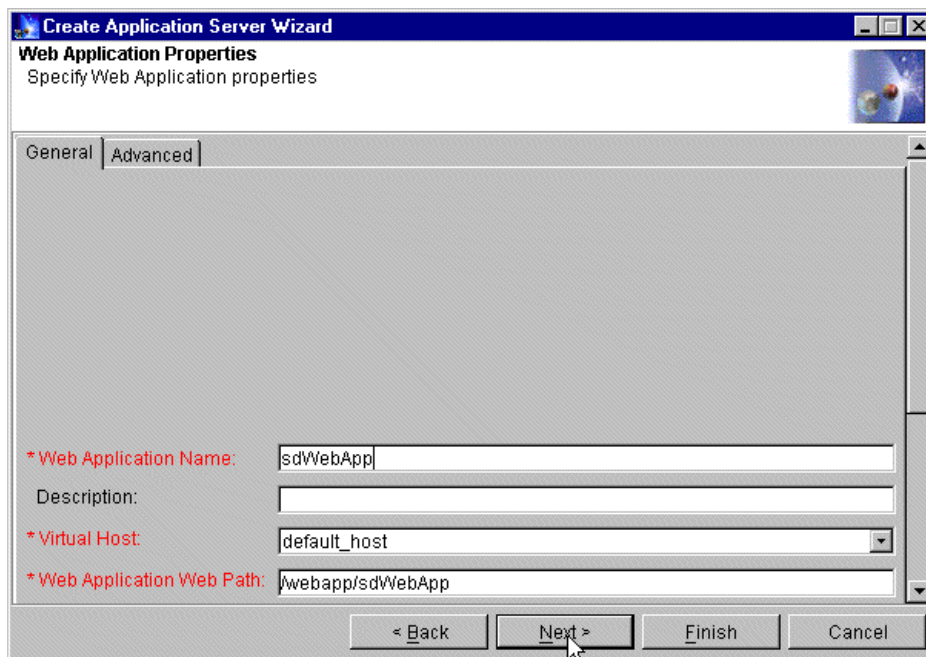 Create Application Server Wizard
Web Application Properties
Specify Web Application properties
General Advanced
* Web Application Name: sdWebApp
Description:
* Virtual Host: default_host
* Web Application Web Path: /webapp/sdWebApp
< Back Next > Finish Cancel